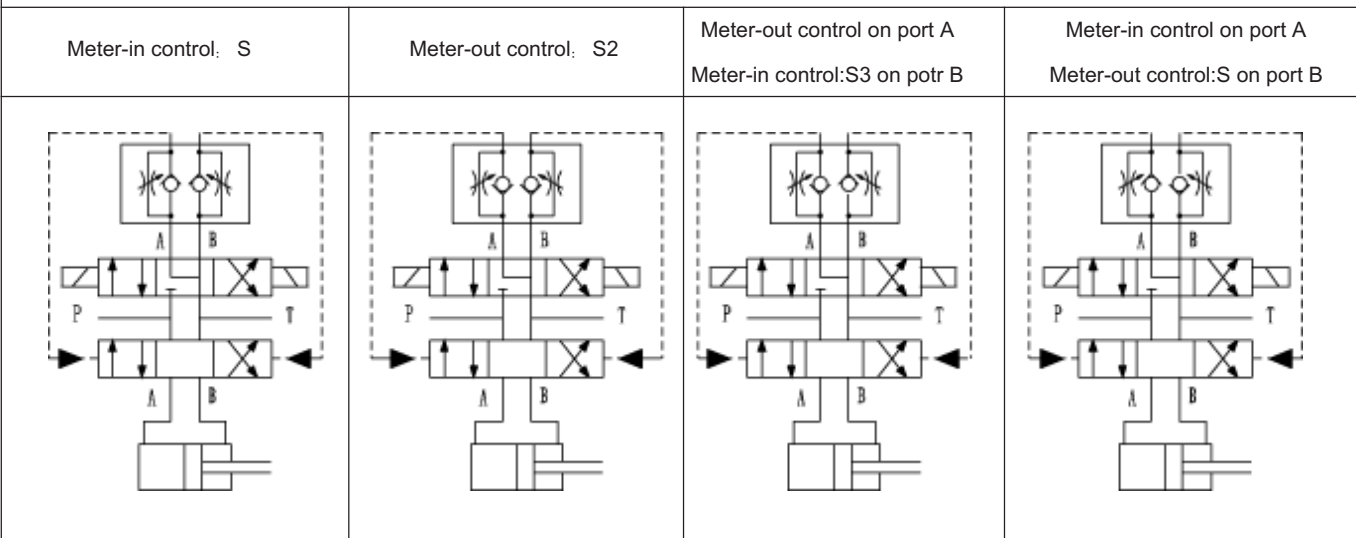 Meter-in control: S
Meter-out control: S2
Meter-out control on port A
Meter-in control:S3 on potr B
Meter-in control on port A
Meter-out control:S on port B
A B
P T
A B
A B
P T
A B
A B
P T
A B
A B
P T
A B